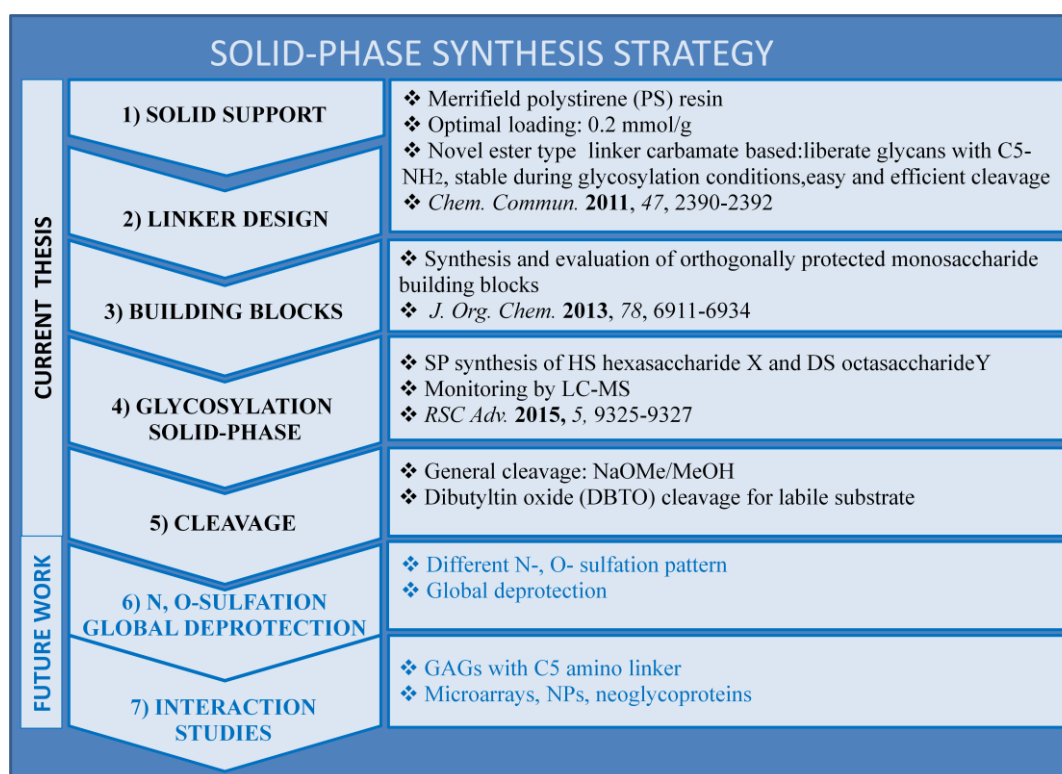 SOLID-PHASE SYNTHESIS STRATEGY
CURRENT THESIS
1) SOLID SUPPORT
2) LINKER DESIGN
❖ Merrifield polystirene (PS) resin
❖ Optimal loading: 0.2 mmol/g
❖ Novel ester type linker carbamate based:liberate glycans with C5-
NH2, stable during glycosylation conditions,easy and efficient cleavage
❖ Chem. Commun. 2011, 47, 2390-2392
3) BUILDING BLOCKS
❖ Synthesis and evaluation of orthogonally protected monosaccharide
building blocks
❖ J. Org. Chem. 2013, 78, 6911-6934
4) GLYCOSYLATION
SOLID-PHASE
❖ SP synthesis of HS hexasaccharide X and DS octasaccharideY
❖ Monitoring by LC-MS
❖ RSC Adv. 2015, 5, 9325-9327
5) CLEAVAGE
❖ General cleavage: NaOMe/MeOH
❖ Dibutyltin oxide (DBTO) cleavage for labile substrate
FUTURE WORK
6) N, O-SULFATION
GLOBAL DEPROTECTION
❖ Different N-, O- sulfation pattern
❖ Global deprotection
7) INTERACTION
STUDIES
❖ GAGs with C5 amino linker
❖ Microarrays, NPs, neoglycoproteins